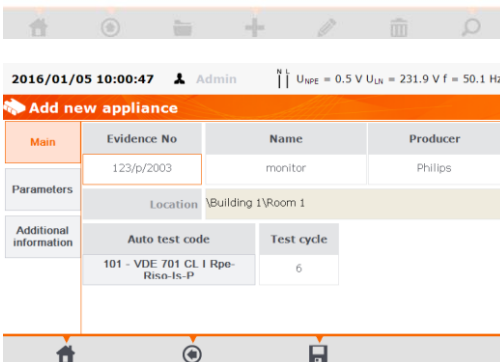 2016/01/05 10:00:47 Admin N L U NPE = 0.5 V U LN = 231.9 V f = 50.1 Hz
Add new appliance
Main Evidence No Name Producer
123/p/2003 monitor Philips
Parameters
Location \Building 1\Room 1
Additional
information
Auto test code Test cycle
101 - VDE 701 CL I Rpe-
Riso-Is-P
6